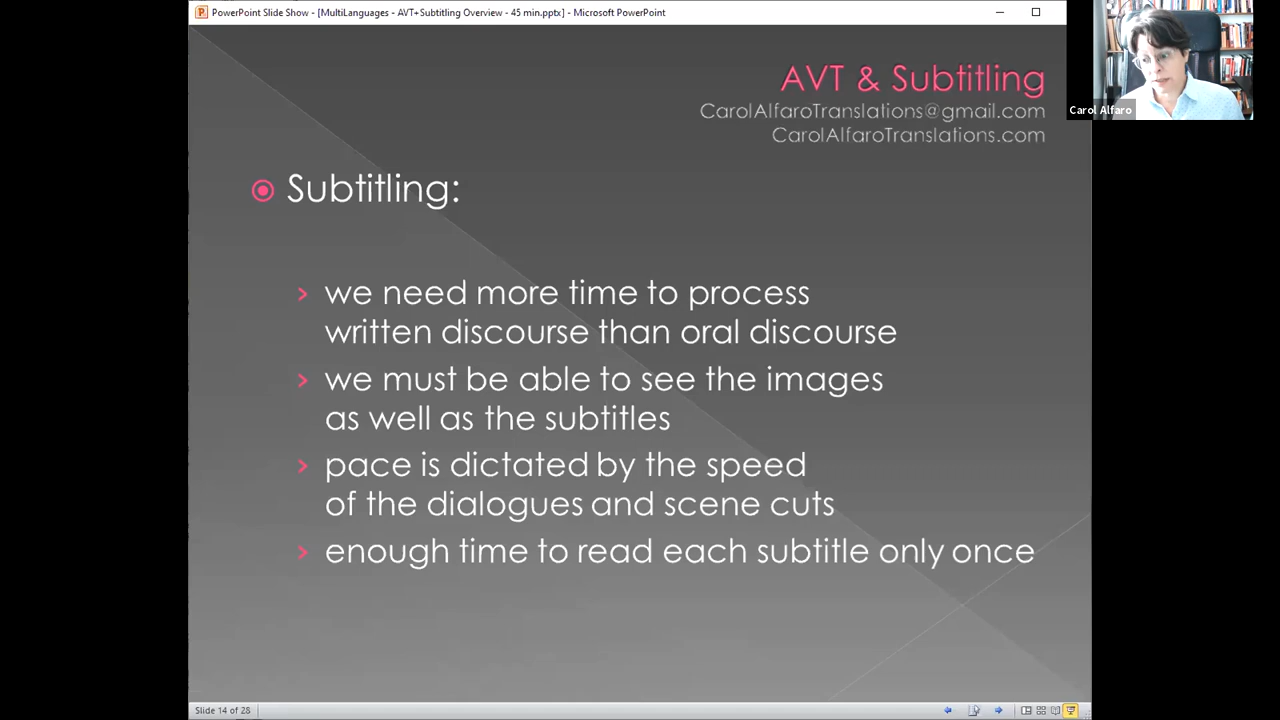 PowerPoint Slide Show - [MultiLanguages - AVT+Subtitling Overview - 45 min.pptx] - Microsoft PowerPoint
Carol Alfaro
AVT & Subtitling
CarolAlfaroTranslations@gmail.com
CarolAlfaroTranslations.com
Subtitling:
we need more time to process
written discourse than oral discourse
we must be able to see the images
as well as the subtitles
pace is dictated by the speed
of the dialogues and scene cuts
enough time to read each subtitle only once
Slide 14 of 28